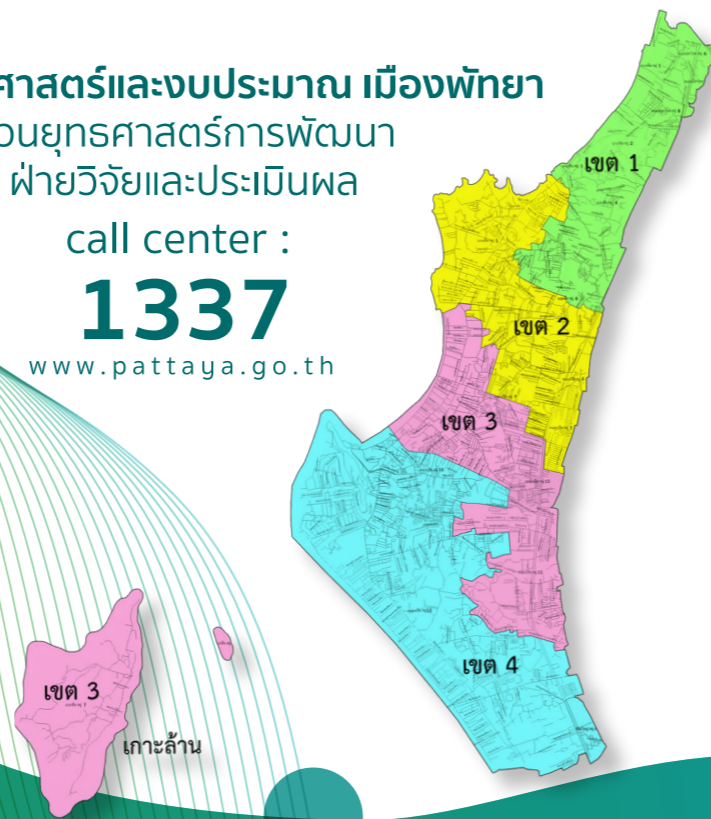 ศาสตร์และงบประมาณ เมืองพัทยา
วนยุทธศาสตร์การพัฒนา
ฝ่ายวิจัยและประเมินผล
call center :
1337
www.pattaya.go.th
เขต 1
เขต 2
เขต 3
เขต 4
เขต 3
เกาะล้าน